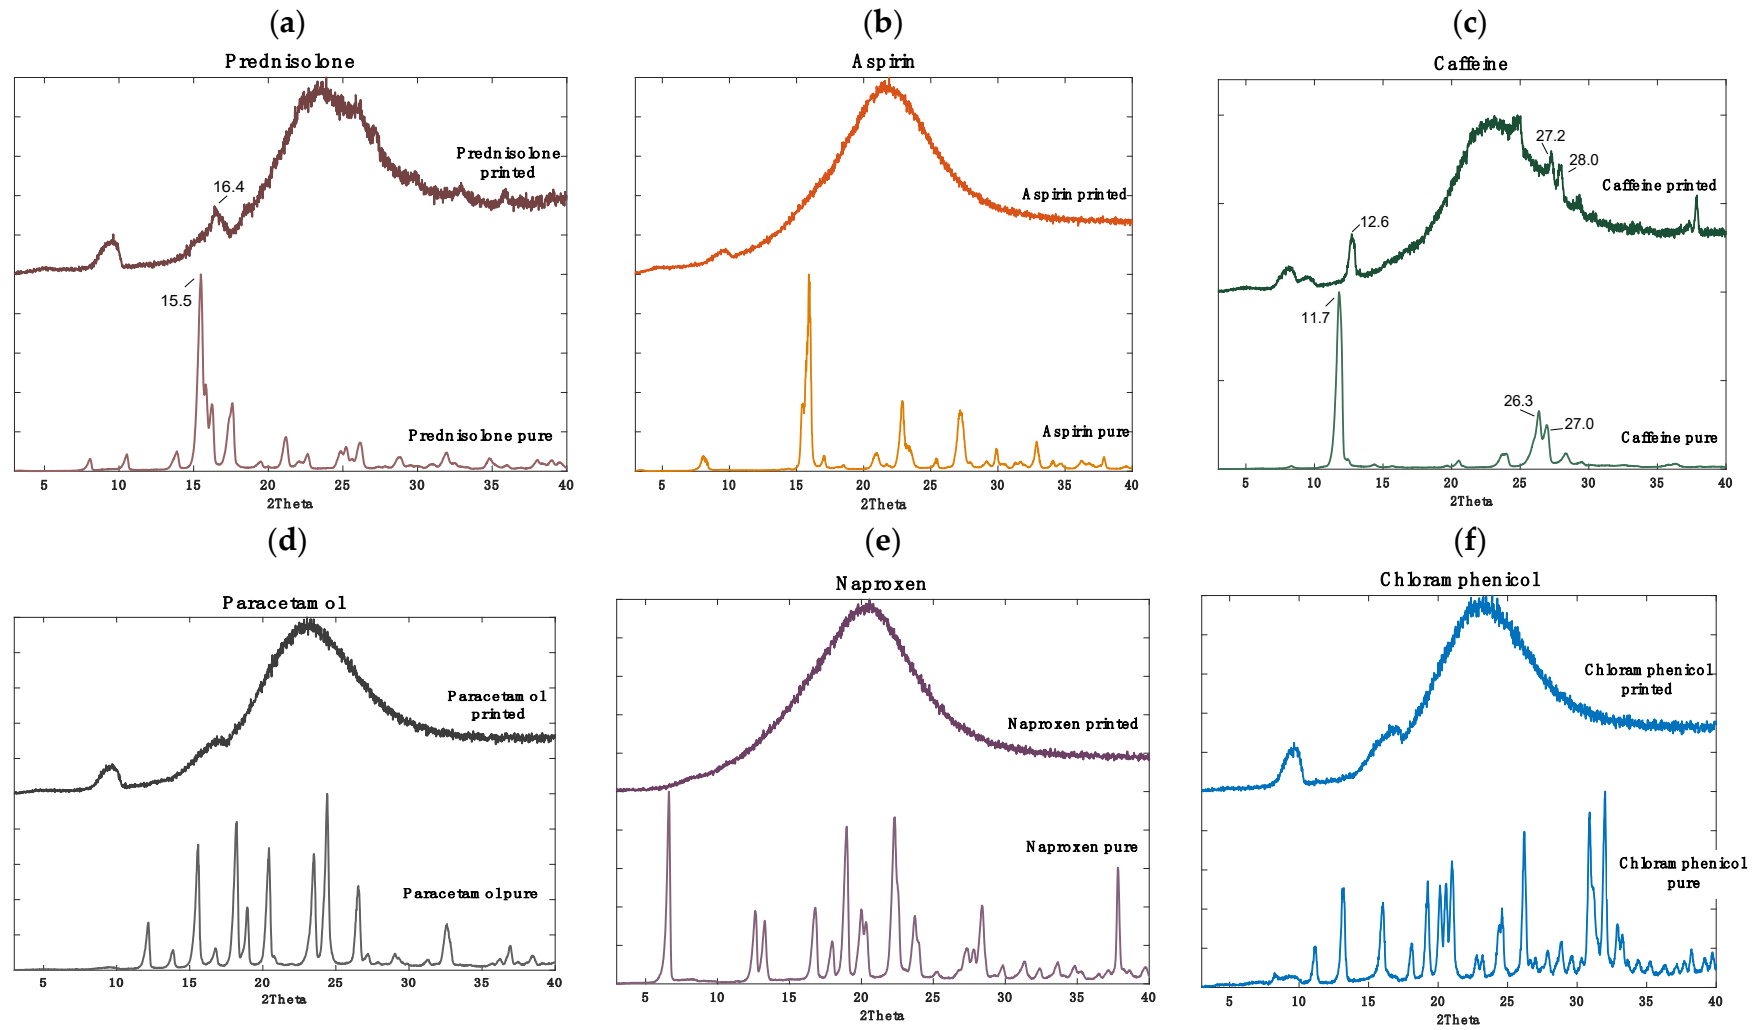 (a)
(b)
(c)
Prednisolone
Aspirin
Caffeine
Prednisolone
printed
16.4
15.5
Prednisolone pure
5 10 15 20 25 30 35 40
2Theta
Aspirin printed
Aspirin pure
5 10 15 20 25 30 35 40
2Theta
27.2
28.0
Caffeine printed
12.6
11.7
26.3
27.0
Caffeine pure
5 10 15 20 25 30 35 40
2Theta
(d)
(e)
(f)
Paracetamol
Naproxen
Chloramphenicol
Paracetamol
printed
Paracetamol pure
5 10 15 20 25 30 35 40
2Theta
Naproxen printed
Naproxen pure
5 10 15 20 25 30 35 40
2Theta
Chloramphenicol
printed
Chloramphenicol
pure
5 10 15 20 25 30 35 40
2Theta